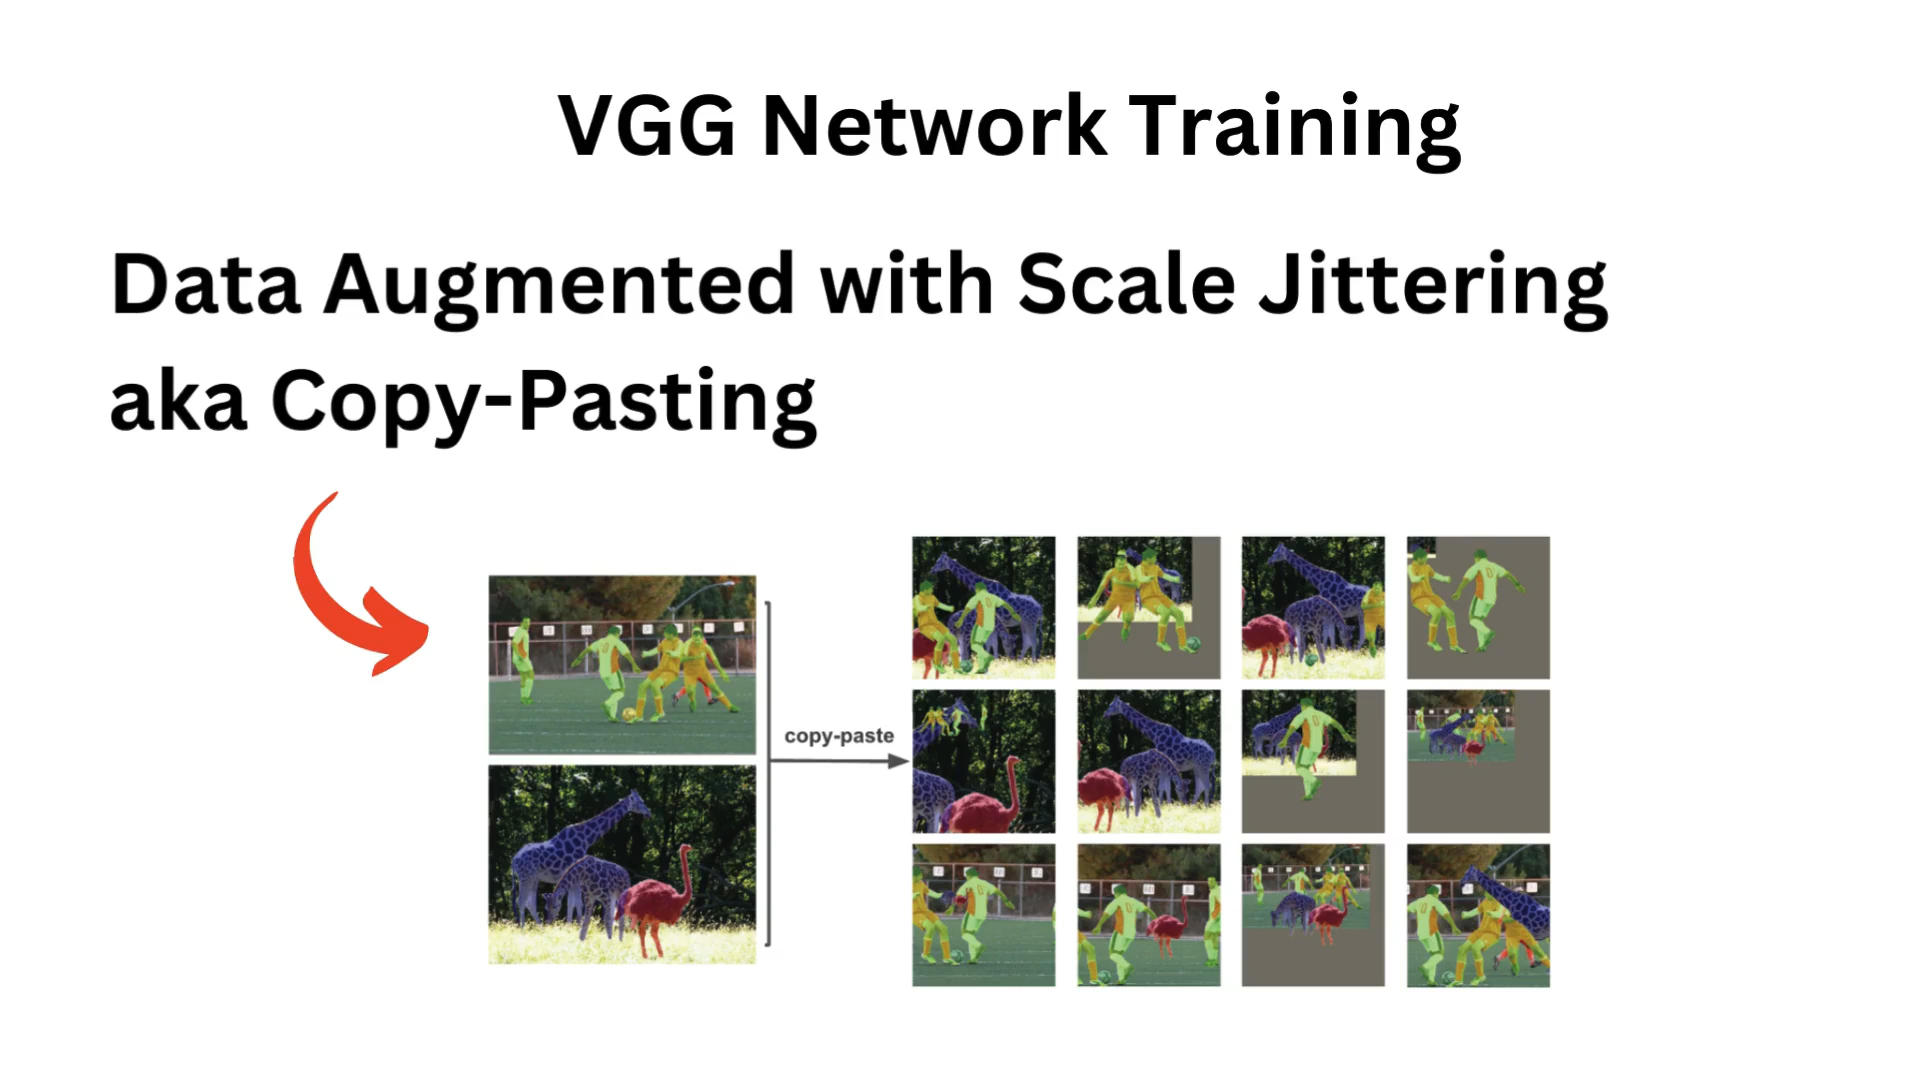 VGG Network Training
Data Augmented with Scale Jittering
aka Copy-Pasting
copy-paste